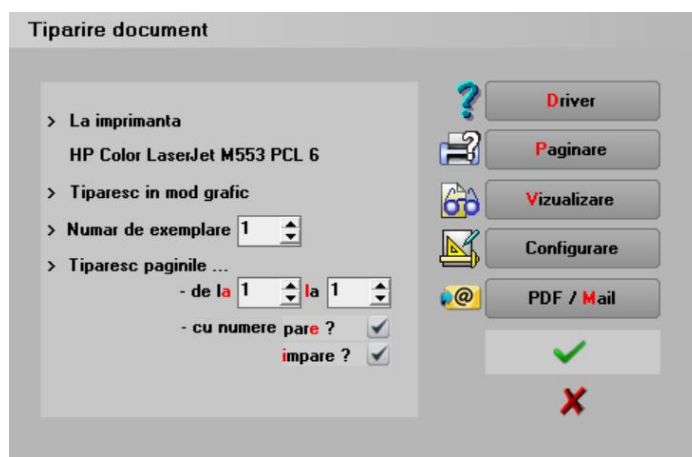 Tiparire document
> La imprimanta
HP Color LaserJet M553 PCL 6
> Tiparesc in mod grafic
> Numar de exemplare 1
> Tiparesc paginile ...
- de la 1 la 1
- cu numere pare ?
impare ?
Driver
Paginare
Vizualizare
Configurare
PDF / Mail